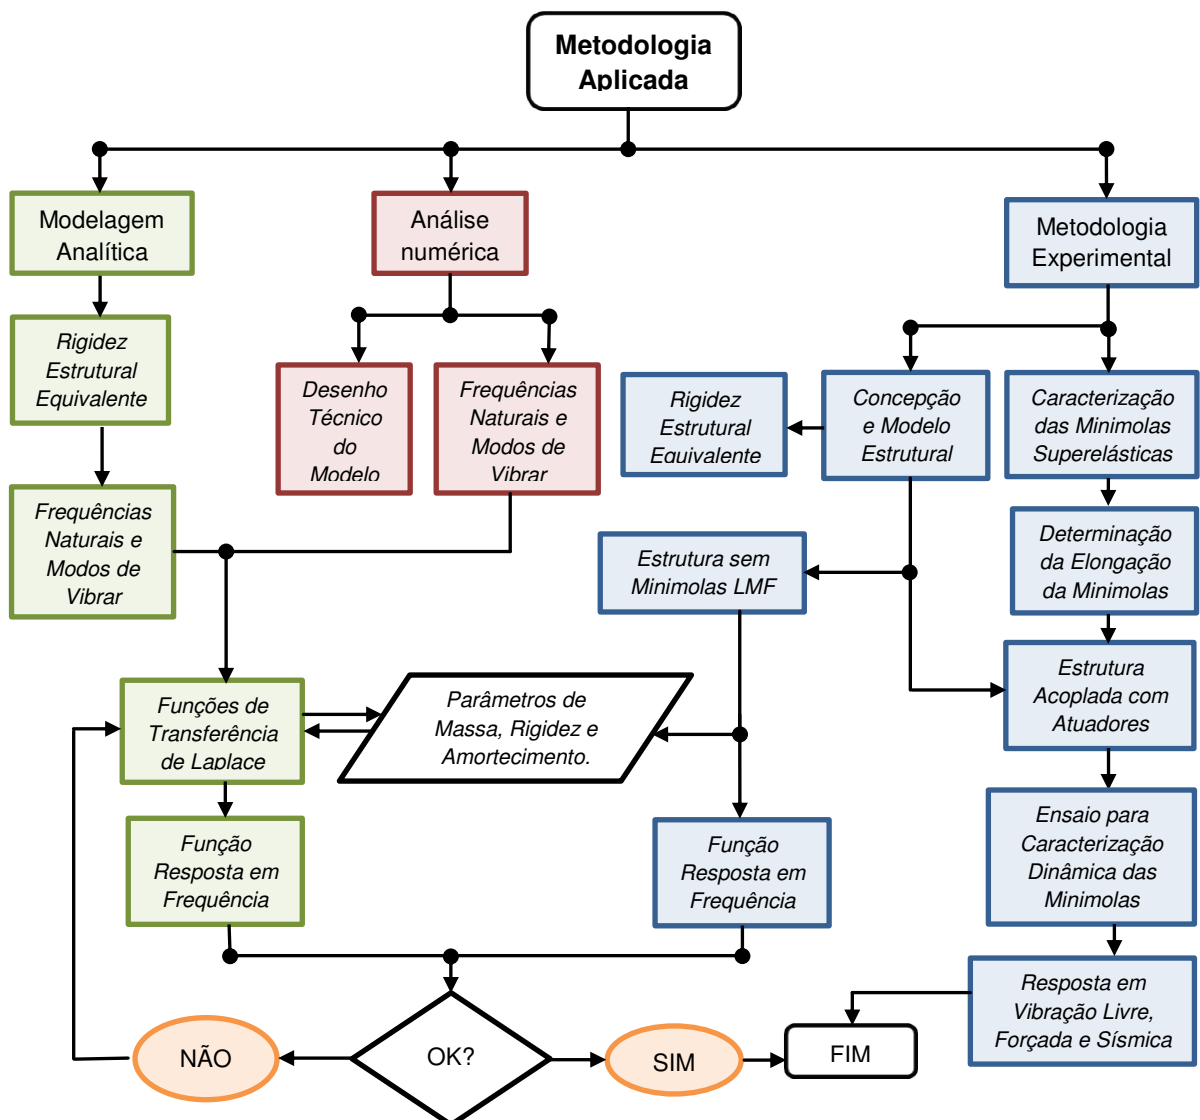 Metodologia
Aplicada
Modelagem
Analítica
Análise
numérica
Metodologia
Experimental
Rigidez
Estrutural
Equivalente
Desenho
Técnico
do
Modelo
Frequências
Naturais e
Modos de
Vibrar
Rigidez
Estrutural
Equivalente
Concepção
e Modelo
Estrutural
Caracterização
das Minimolas
Superelásticas
Frequências
Naturais e
Modos de
Vibrar
Estrutura sem
Minimolas LMF
Determinação
da Elongação
da Minimolas
Funções de
Transferência
de Laplace
Parâmetros de
Massa, Rigidez e
Amortecimento.
Estrutura
Acoplada com
Atuadores
Função
Resposta em
Frequência
Função
Resposta em
Frequência
Ensaio para
Caracterização
Dinâmica das
Minimolas
Resposta em
Vibração Livre,
Forçada e Sísmica
NÃO
OK?
SIM
FIM